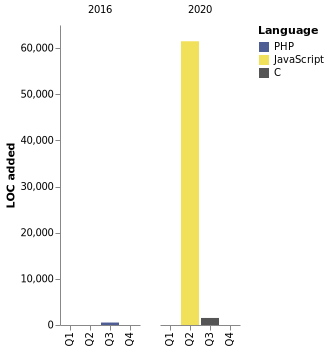 2016 2020
Language
PHP
JavaScript
C
LOC added
60,000
50,000
40,000
30,000
20,000
10,000
0
Q1 Q2 Q3 Q4 Q1 Q2 Q3 Q4